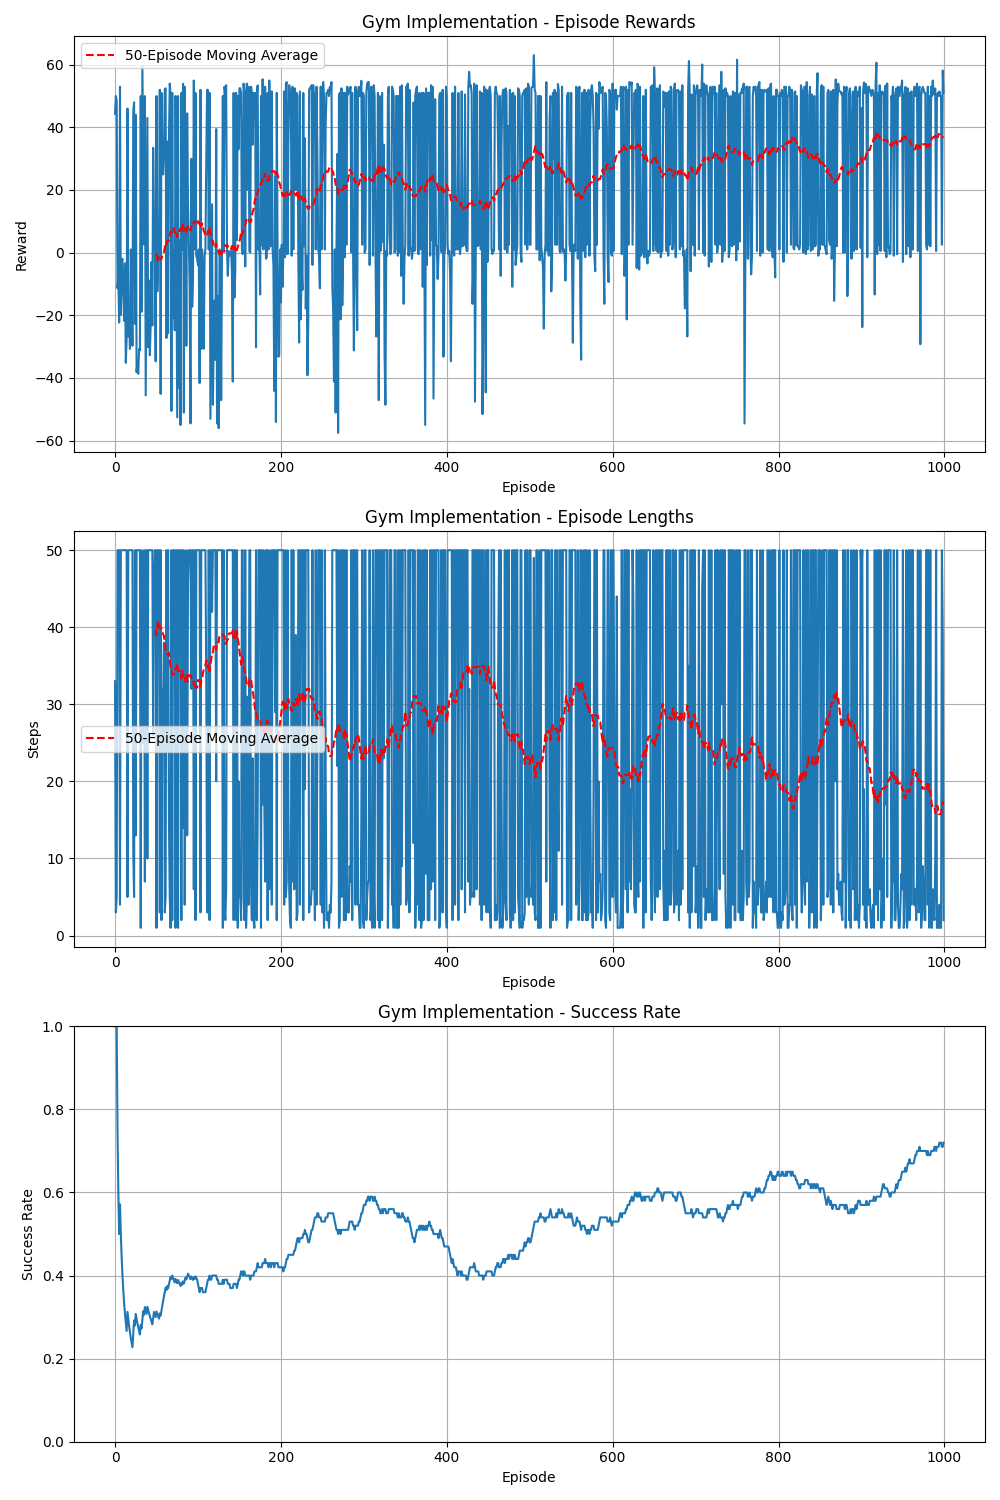 Gym Implementation - Episode Rewards
50-Episode Moving Average
60
40
20
0
−20
−40
−60
Reward
0 200 400 600 800 1000
Episode
Gym Implementation - Episode Lengths
50
40
30
20
10
0
Steps
50-Episode Moving Average
0 200 400 600 800 1000
Episode
Gym Implementation - Success Rate
1.0
0.8
0.6
0.4
0.2
0.0
Success Rate
0 200 400 600 800 1000
Episode